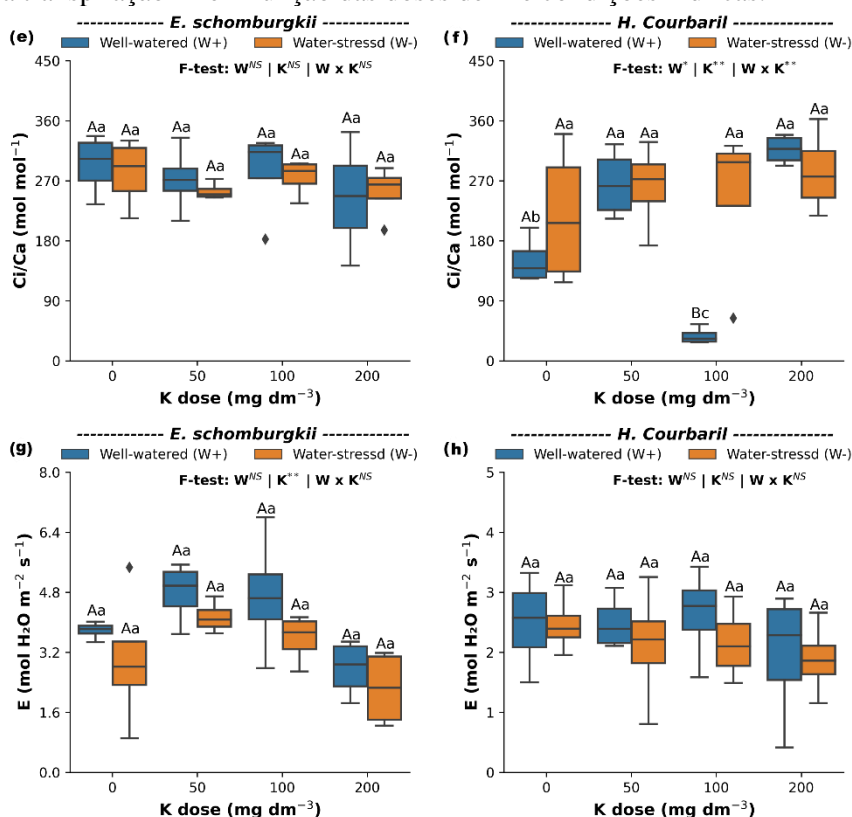 (e) ------------- E. schomburgkii -------------
Well-watered (W+) Water-stressd (W-)
F-test: W^NS | K^NS | W x K^NS
Ci/Ca (mol mol⁻¹)
450
360
270
180
90
0
Aa Aa Aa Aa Aa Aa Aa Aa
0 50 100 200
K dose (mg dm⁻³)
(f) ------------- H. Courbaril -------------
Well-watered (W+) Water-stressd (W-)
F-test: W^* | K^** | W x K^**
Ci/Ca (mol mol⁻¹)
450
360
270
180
90
0
Ab Aa Aa Aa Bc Aa Aa Aa
0 50 100 200
K dose (mg dm⁻³)
(g) ------------- E. schomburgkii -------------
Well-watered (W+) Water-stressd (W-)
F-test: W^NS | K^** | W x K^NS
E (mol H₂O m⁻² s⁻¹)
8.0
6.4
4.8
3.2
1.6
0.0
Aa Aa Aa Aa Aa Aa Aa Aa
0 50 100 200
K dose (mg dm⁻³)
(h) ------------- H. Courbaril -------------
Well-watered (W+) Water-stressd (W-)
F-test: W^NS | K^NS | W x K^NS
E (mol H₂O m⁻² s⁻¹)
5
3
3
2
1
0
Aa Aa Aa Aa Aa Aa Aa Aa
0 50 100 200
K dose (mg dm⁻³)